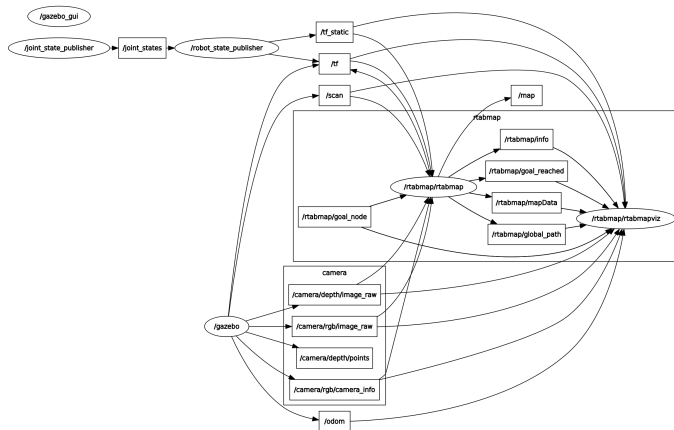 /gazebo_gui
/joint_state_publisher
/joint_states
/robot_state_publisher
/tf_static
/tf
/scan
/map
rtabmap
/rtabmap/info
/rtabmap/goal_reached
/rtabmap/rtabmap
/rtabmap/mapData
/rtabmap/goal_node
/rtabmap/rtabmapviz
/rtabmap/global_path
camera
/camera/depth/image_raw
/gazebo
/camera/rgb/image_raw
/camera/depth/points
/camera/rgb/camera_info
/odom